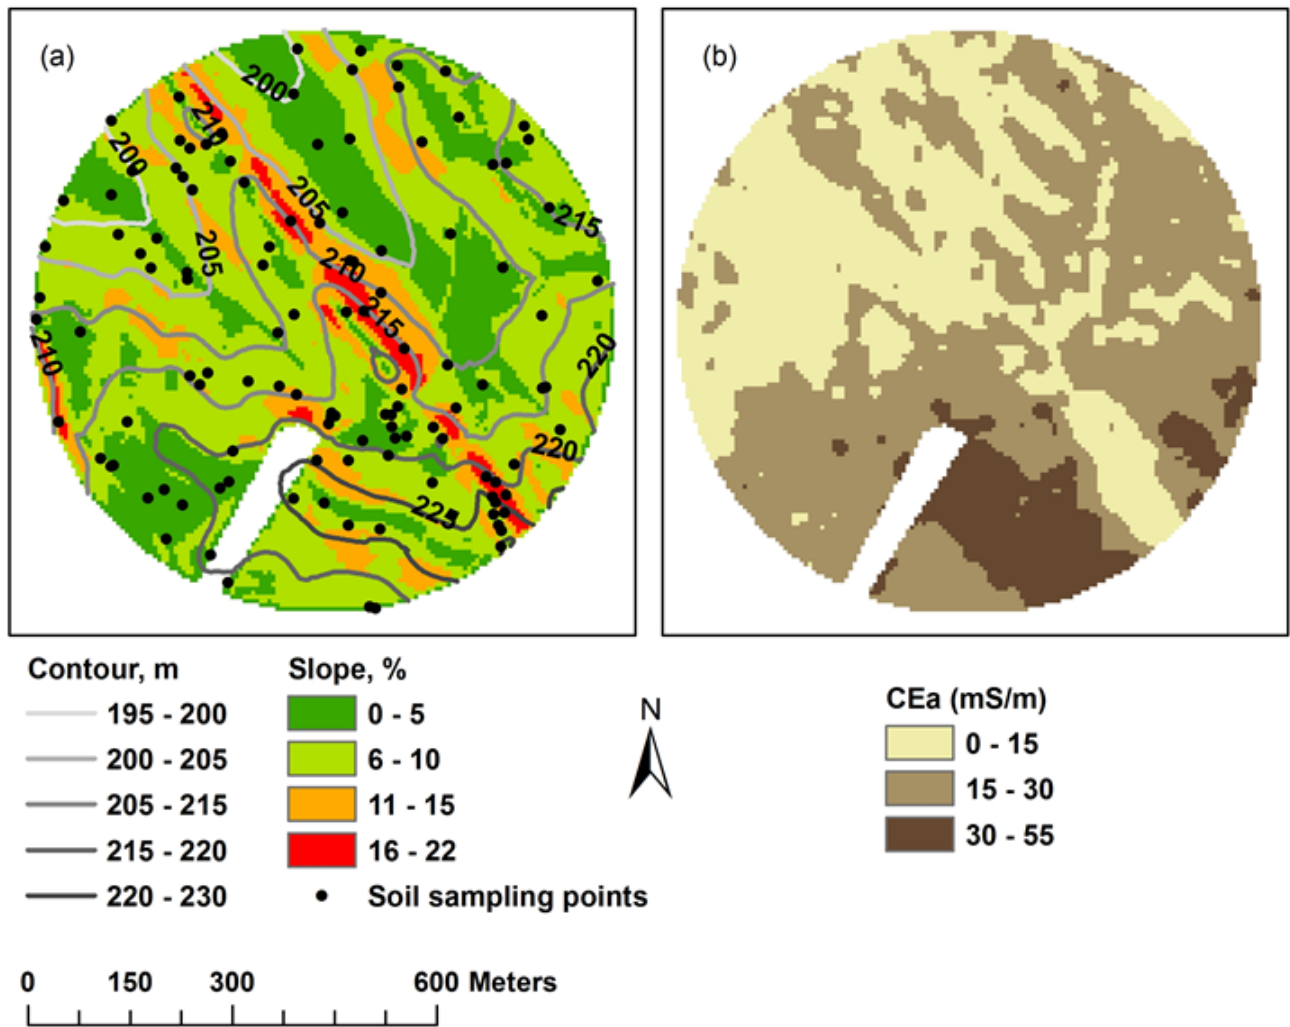 (a)
200
210
200
205
205
215
210
215
210
220
220
225
(b)
Contour, m
195 - 200
200 - 205
205 - 215
215 - 220
220 - 230
Slope, %
0 - 5
6 - 10
11 - 15
16 - 22
Soil sampling points
N
CEa (mS/m)
0 - 15
15 - 30
30 - 55
0 150 300 600 Meters